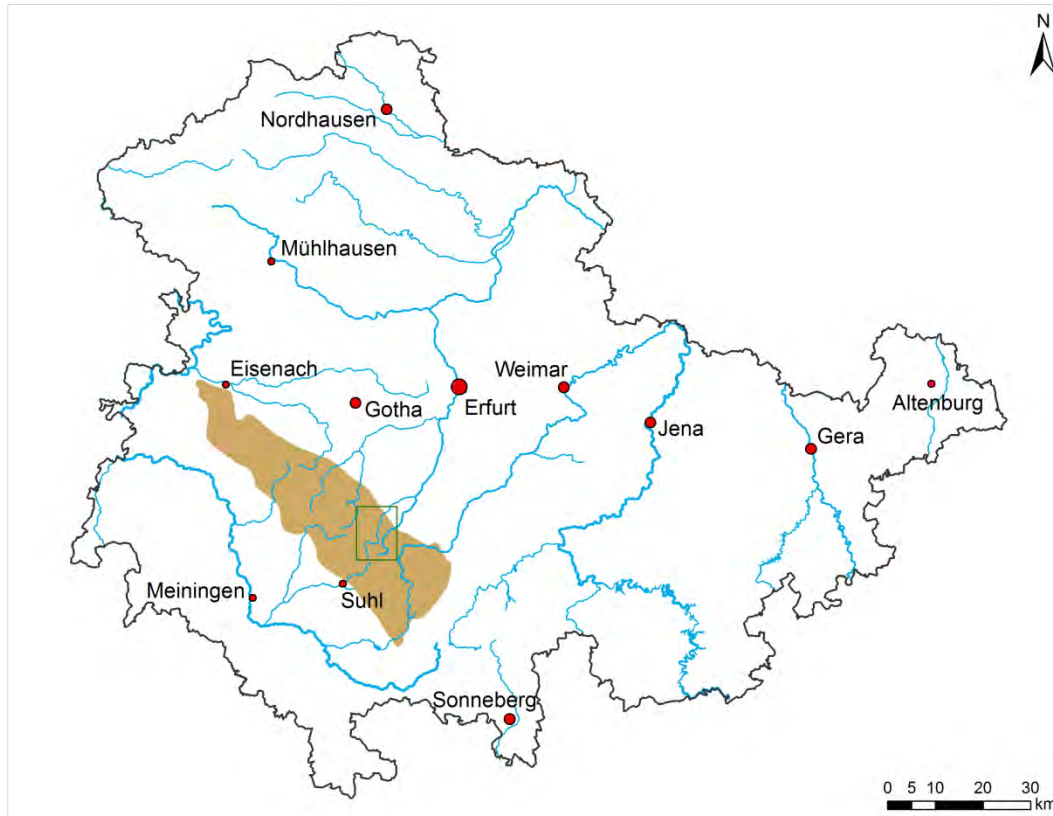 N
Nordhausen
Mühlhausen
Eisenach
Weimar
Gotha
Erfurt
Altenburg
Jena
Gera
Meiningen
Suhl
Sonneberg
0 5 10 20 30
km